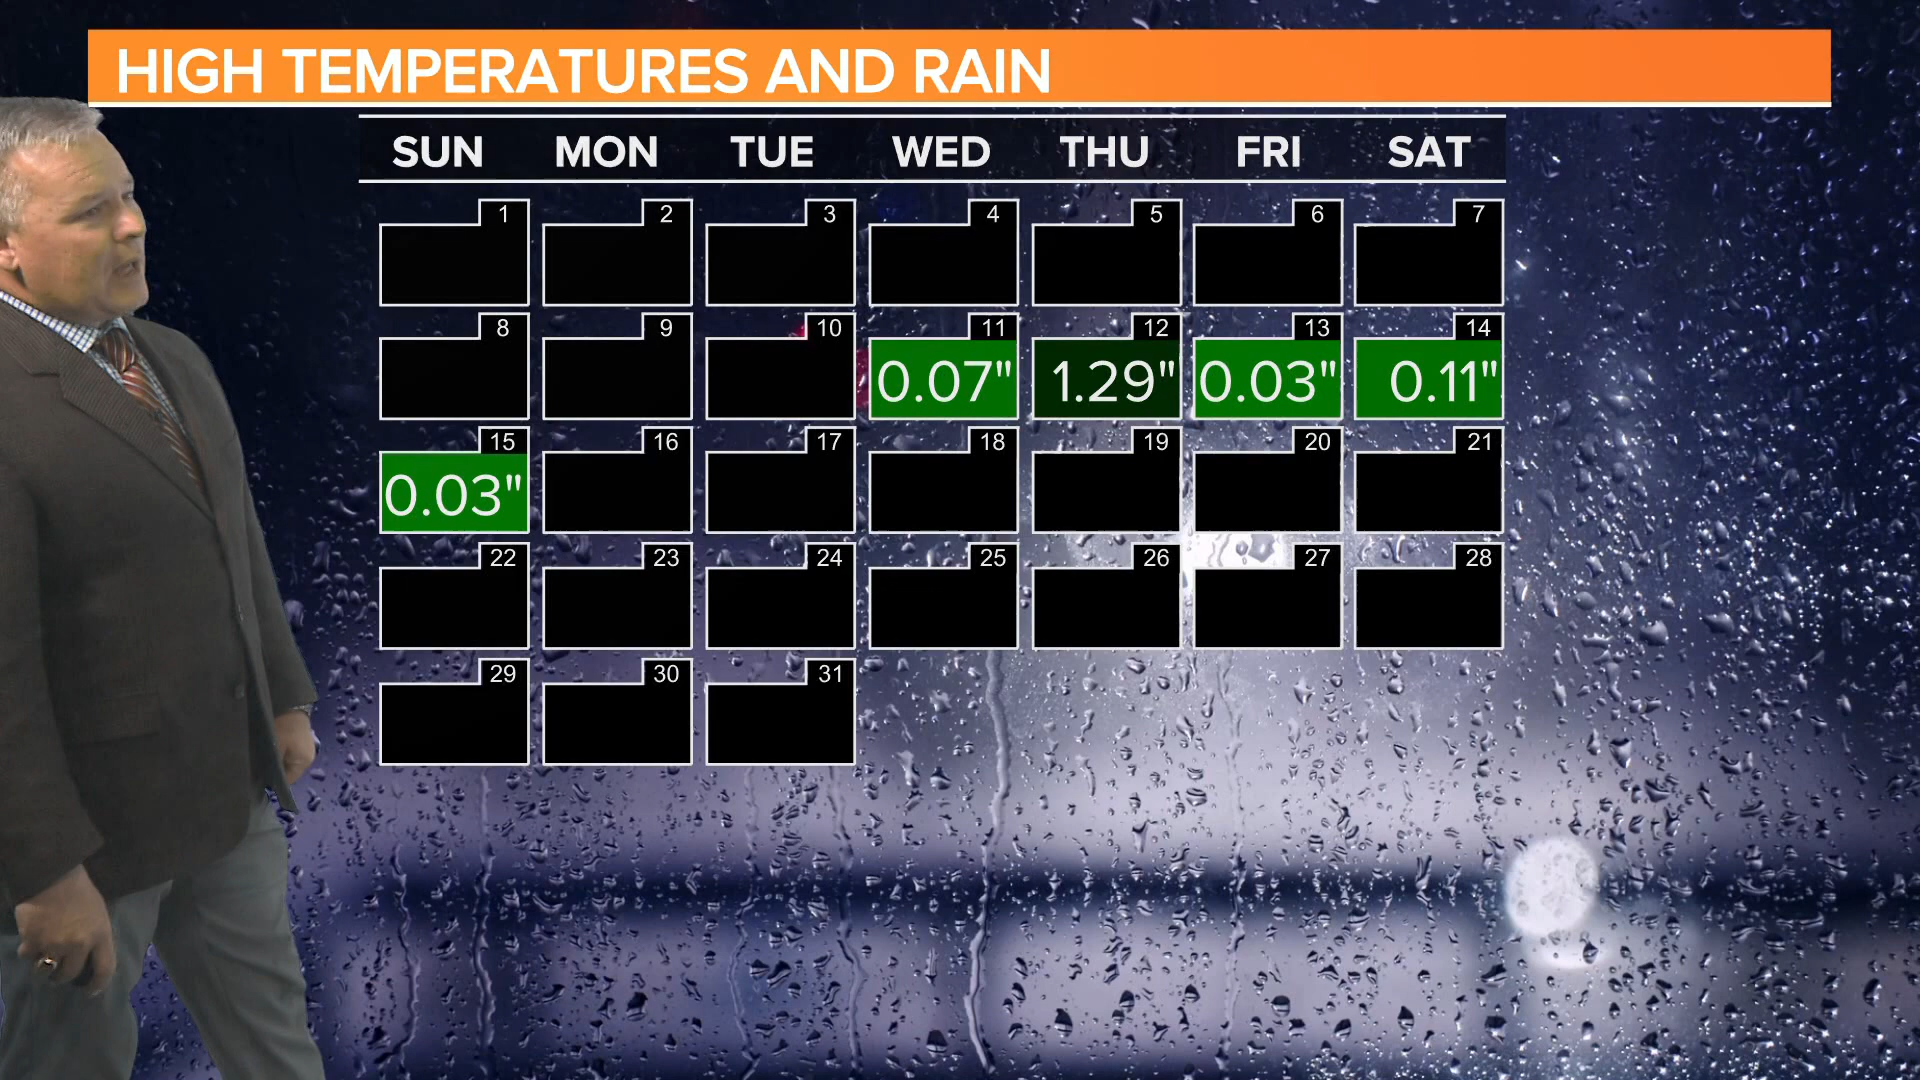 HIGH TEMPERATURES AND RAIN
SUN MON TUE WED THU FRI SAT
1 2 3 4 5 6 7
8 9 10 11 12 13 14
0.07" 1.29" 0.03" 0.11"
15 16 17 18 19 20 21
0.03"
22 23 24 25 26 27 28
29 30 31